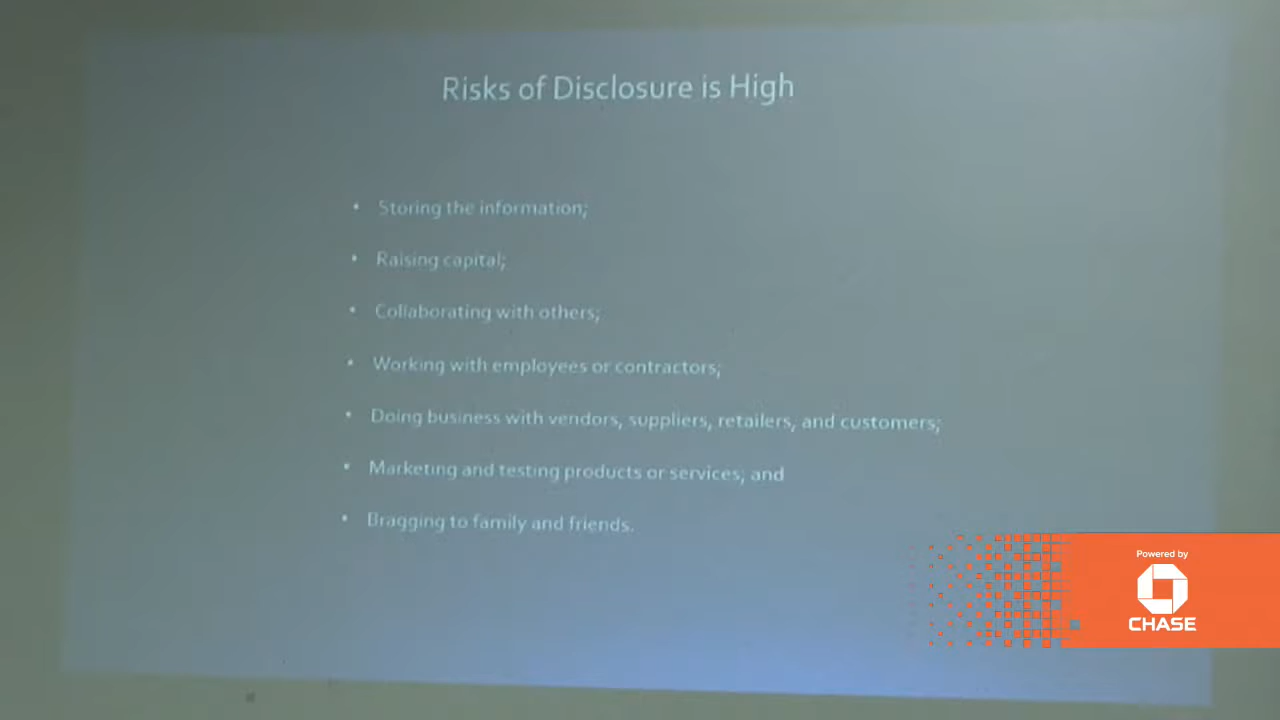 Risks of Disclosure is High
• Storing the information;
• Raising capital;
• Collaborating with others;
• Working with employees or contractors;
• Doing business with vendors, suppliers, retailers, and customers;
• Marketing and testing products or services; and
• Bragging to family and friends.
Powered by
CHASE